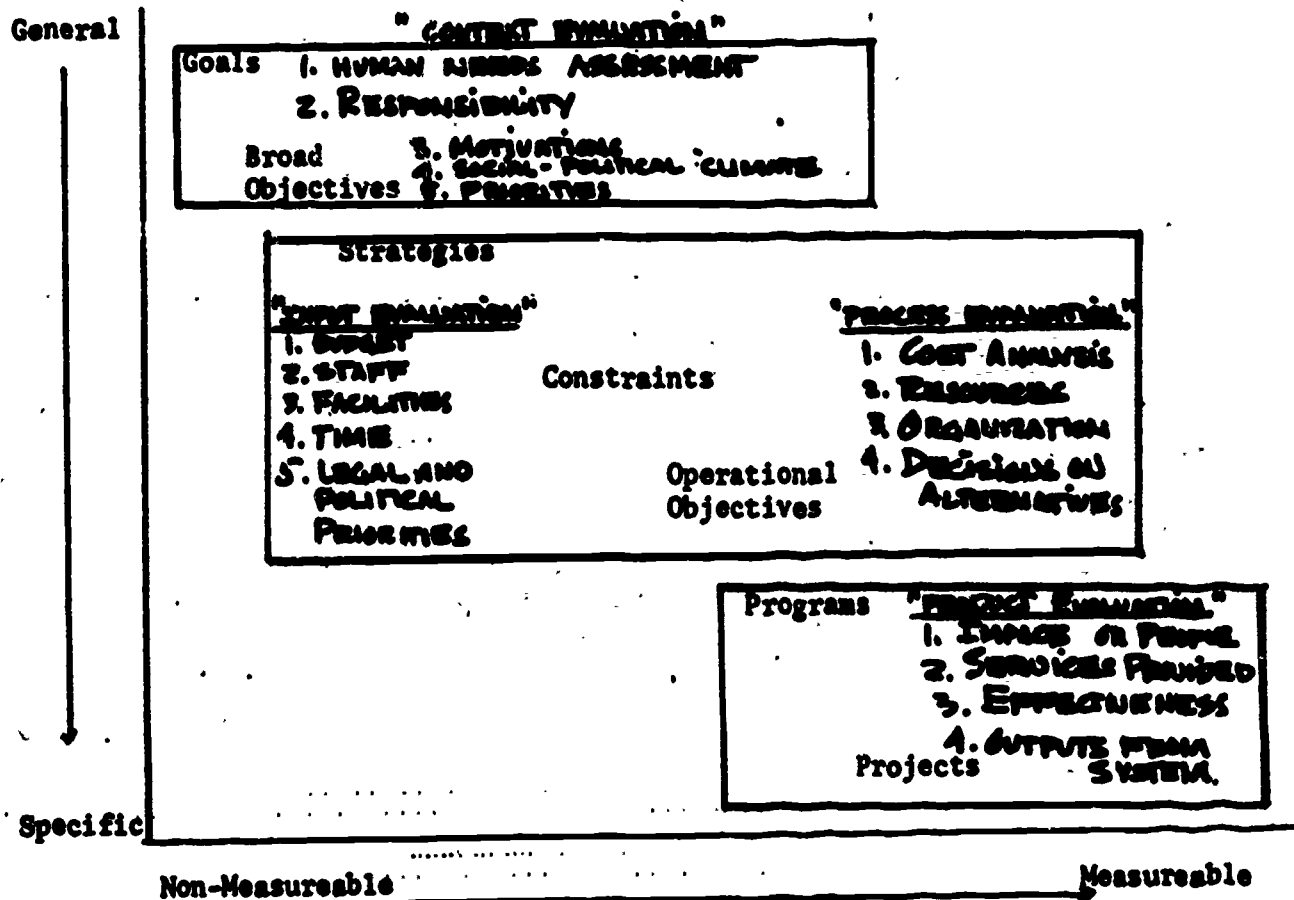 General
"CONTEXT EVALUATION"
Goals 1. HUMAN NEEDS ASSESSMENT
2. RESPONSIBILITY
Broad 3. MOTIVATIONS
4. SOCIAL-POLITICAL CLIMATE
Objectives 5. PRIORITIES
Strategies
"INPUT EVALUATION" "PROCESS EVALUATION"
1. BUDGET 1. COST ANALYSIS
2. STAFF Constraints 2. RESOURCES
3. FACILITIES 3. ORGANIZATION
4. TIME 4. DECISIONS ON
5. LEGAL AND Operational ALTERNATIVES
POLITICAL Objectives
PRIORITIES
Programs "PRODUCT EVALUATION"
1. IMPACT ON PEOPLE
2. SERVICES PROVIDED
3. EFFECTIVENESS
4. OUTPUTS FROM
Projects SYSTEM.
Specific
Non-Measureable Measureable